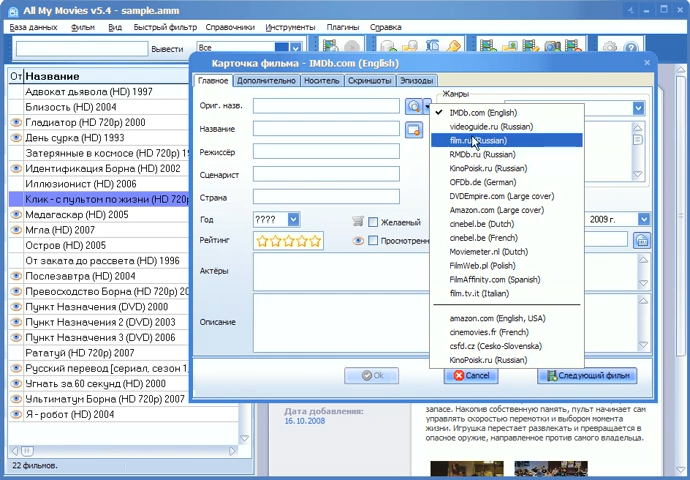 All My Movies v5.4 - sample.amm
База данных Фильм Вид Быстрый фильтр Справочники Инструменты Плагины Справка
Вывести Все
От Название
Адвокат дьявола (HD) 1997
Близость (HD) 2004
Гладиатор (HD 720p) 2000
День сурка (HD) 1993
Затерянные в космосе (HD 720p)
Идентификация Борна (HD) 2002
Иллюзионист (HD) 2006
Клик - с пультом по жизни (HD 720p
Мадагаскар (HD) 2005
Мгла (HD) 2007
Остров (HD) 2005
От заката до рассвета (HD) 1996
Послезавтра (HD) 2004
Превосходство Борна (HD 720p)
Пункт Назначения (DVD) 2000
Пункт Назначения 2 (DVD) 2003
Пункт Назначения 3 (DVD) 2006
Рататуй (HD 720p) 2007
Русский перевод [сериал, сезон 1,
Угнать за 60 секунд (HD) 2000
Ультиматум Борна (HD 720p) 2007
Я - робот (HD) 2004
22 фильмов.
Карточка фильма - IMDb.com (English)
Главное Дополнительно Носитель Скриншоты Эпизоды
Ориг. назв.
Название
Режиссёр
Сценарист
Страна
Год ???? Желаемый
Рейтинг Просмотренн
Актёры
Описание
Жанры
2009 г.
IMDb.com (English)
videoguide.ru (Russian)
film.ru (Russian)
RMDb.ru (Russian)
KinoPoisk.ru (Russian)
OFDb.de (German)
DVDEmpire.com (Large cover)
Amazon.com (Large cover)
cinebel.be (Dutch)
cinebel.be (French)
Moviemeter.nl (Dutch)
FilmWeb.pl (Polish)
FilmAffinity.com (Spanish)
film.tv.it (Italian)
amazon.com (English, USA)
cinemovies.fr (French)
csfd.cz (Cesko-Slovenska)
KinoPoisk.ru (Russian)
Ok Cancel Следующий фильм
Дата добавления:
16.10.2008
запасе. Накопив собственную память, пульт начинает сам
управлять скоростью перемотки и выбором момента
жизни. Игрушка перестает развлекать и превращается в
опасное оружие, направленное против самого владельца.